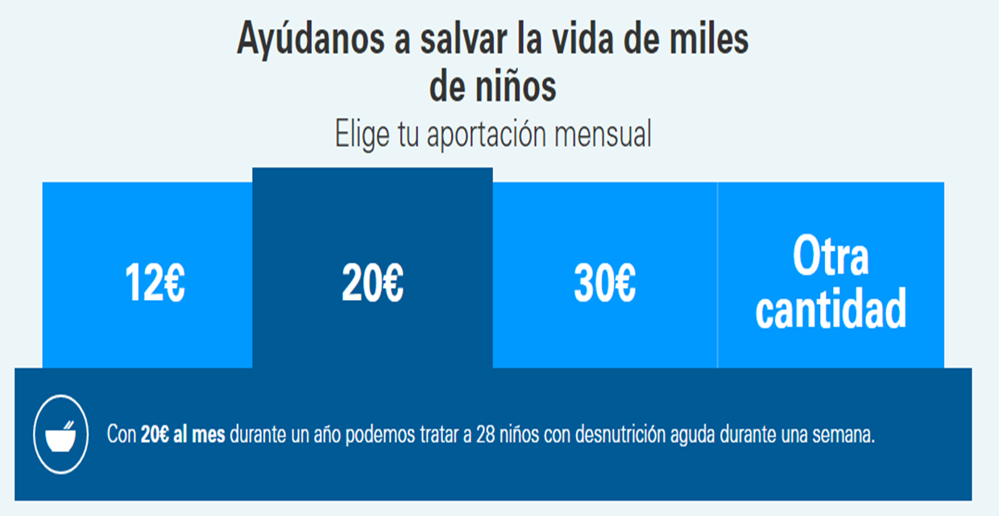 Ayúdanos a salvar la vida de miles
de niños
Elige tu aportación mensual
12€
20€
30€
Otra
cantidad
Con 20€ al mes durante un año podemos tratar a 28 niños con desnutrición aguda durante una semana.